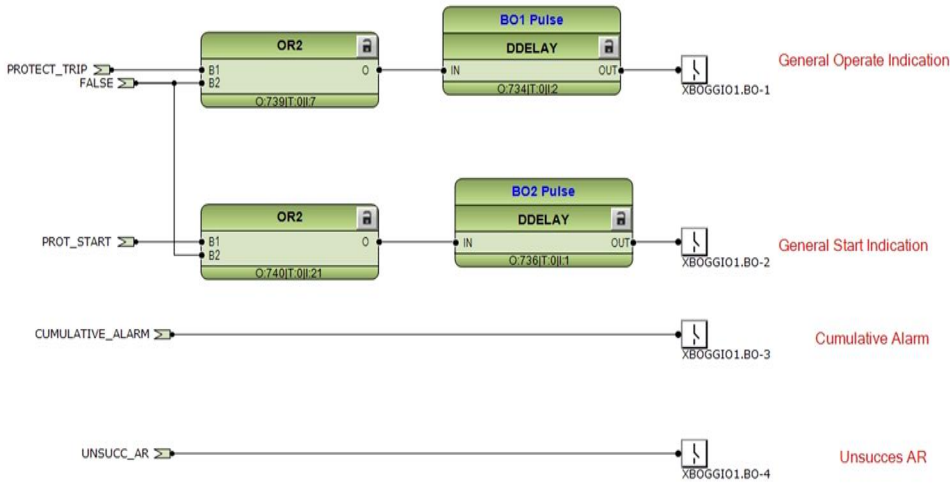 BO1 Pulse
OR2
DDELAY
General Operate Indication
PROTECT_TRIP
B1
O
IN
OUT
FALSE
B2
XBOGGIO1.BO-1
O:739|T:0|I:7
O:734|T:0|I:2
BO2 Pulse
OR2
DDELAY
PROT_START
B1
O
IN
OUT
General Start Indication
B2
XBOGGIO1.BO-2
O:740|T:0|I:21
O:736|T:0|I:1
CUMULATIVE_ALARM
Cumulative Alarm
XBOGGIO1.BO-3
UNSUCC_AR
Unsucces AR
XBOGGIO1.BO-4